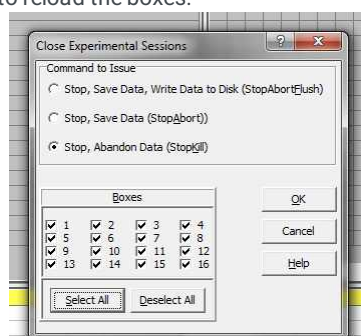 to reload the boxes.
Close Experimental Sessions
Command to Issue
Stop, Save Data, Write Data to Disk (StopAbortFlush)
Stop, Save Data (StopAbort))
Stop, Abandon Data (StopKill)
Boxes
1 2 3 4
5 6 7 8
9 10 11 12
13 14 15 16
Select All Deselect All
OK
Cancel
Help